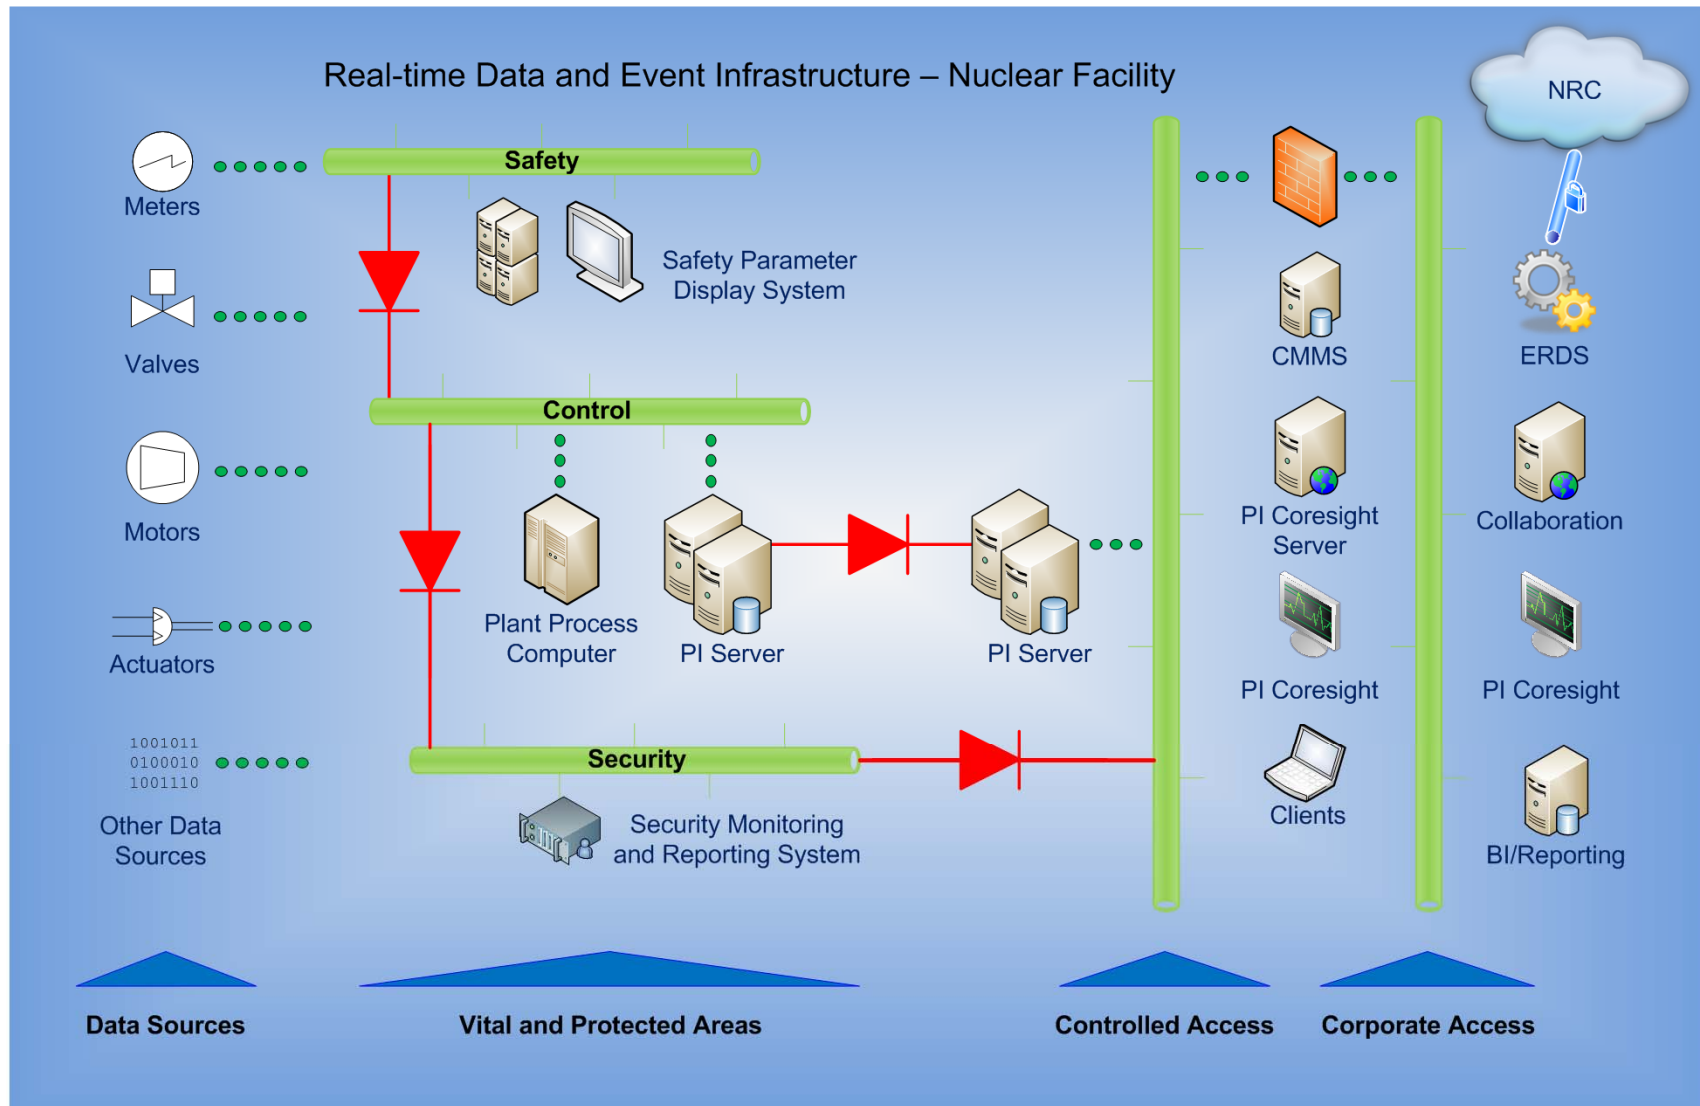 Real-time Data and Event Infrastructure – Nuclear Facility
NRC
Meters
Safety
Safety Parameter
Display System
Valves
CMMS
ERDS
Control
Motors
PI Coresight
Server
Collaboration
Plant Process
Computer
PI Server
PI Server
Actuators
PI Coresight
PI Coresight
1001011
0100010
1001110
Security
Clients
Other Data
Sources
Security Monitoring
and Reporting System
BI/Reporting
Data Sources
Vital and Protected Areas
Controlled Access
Corporate Access